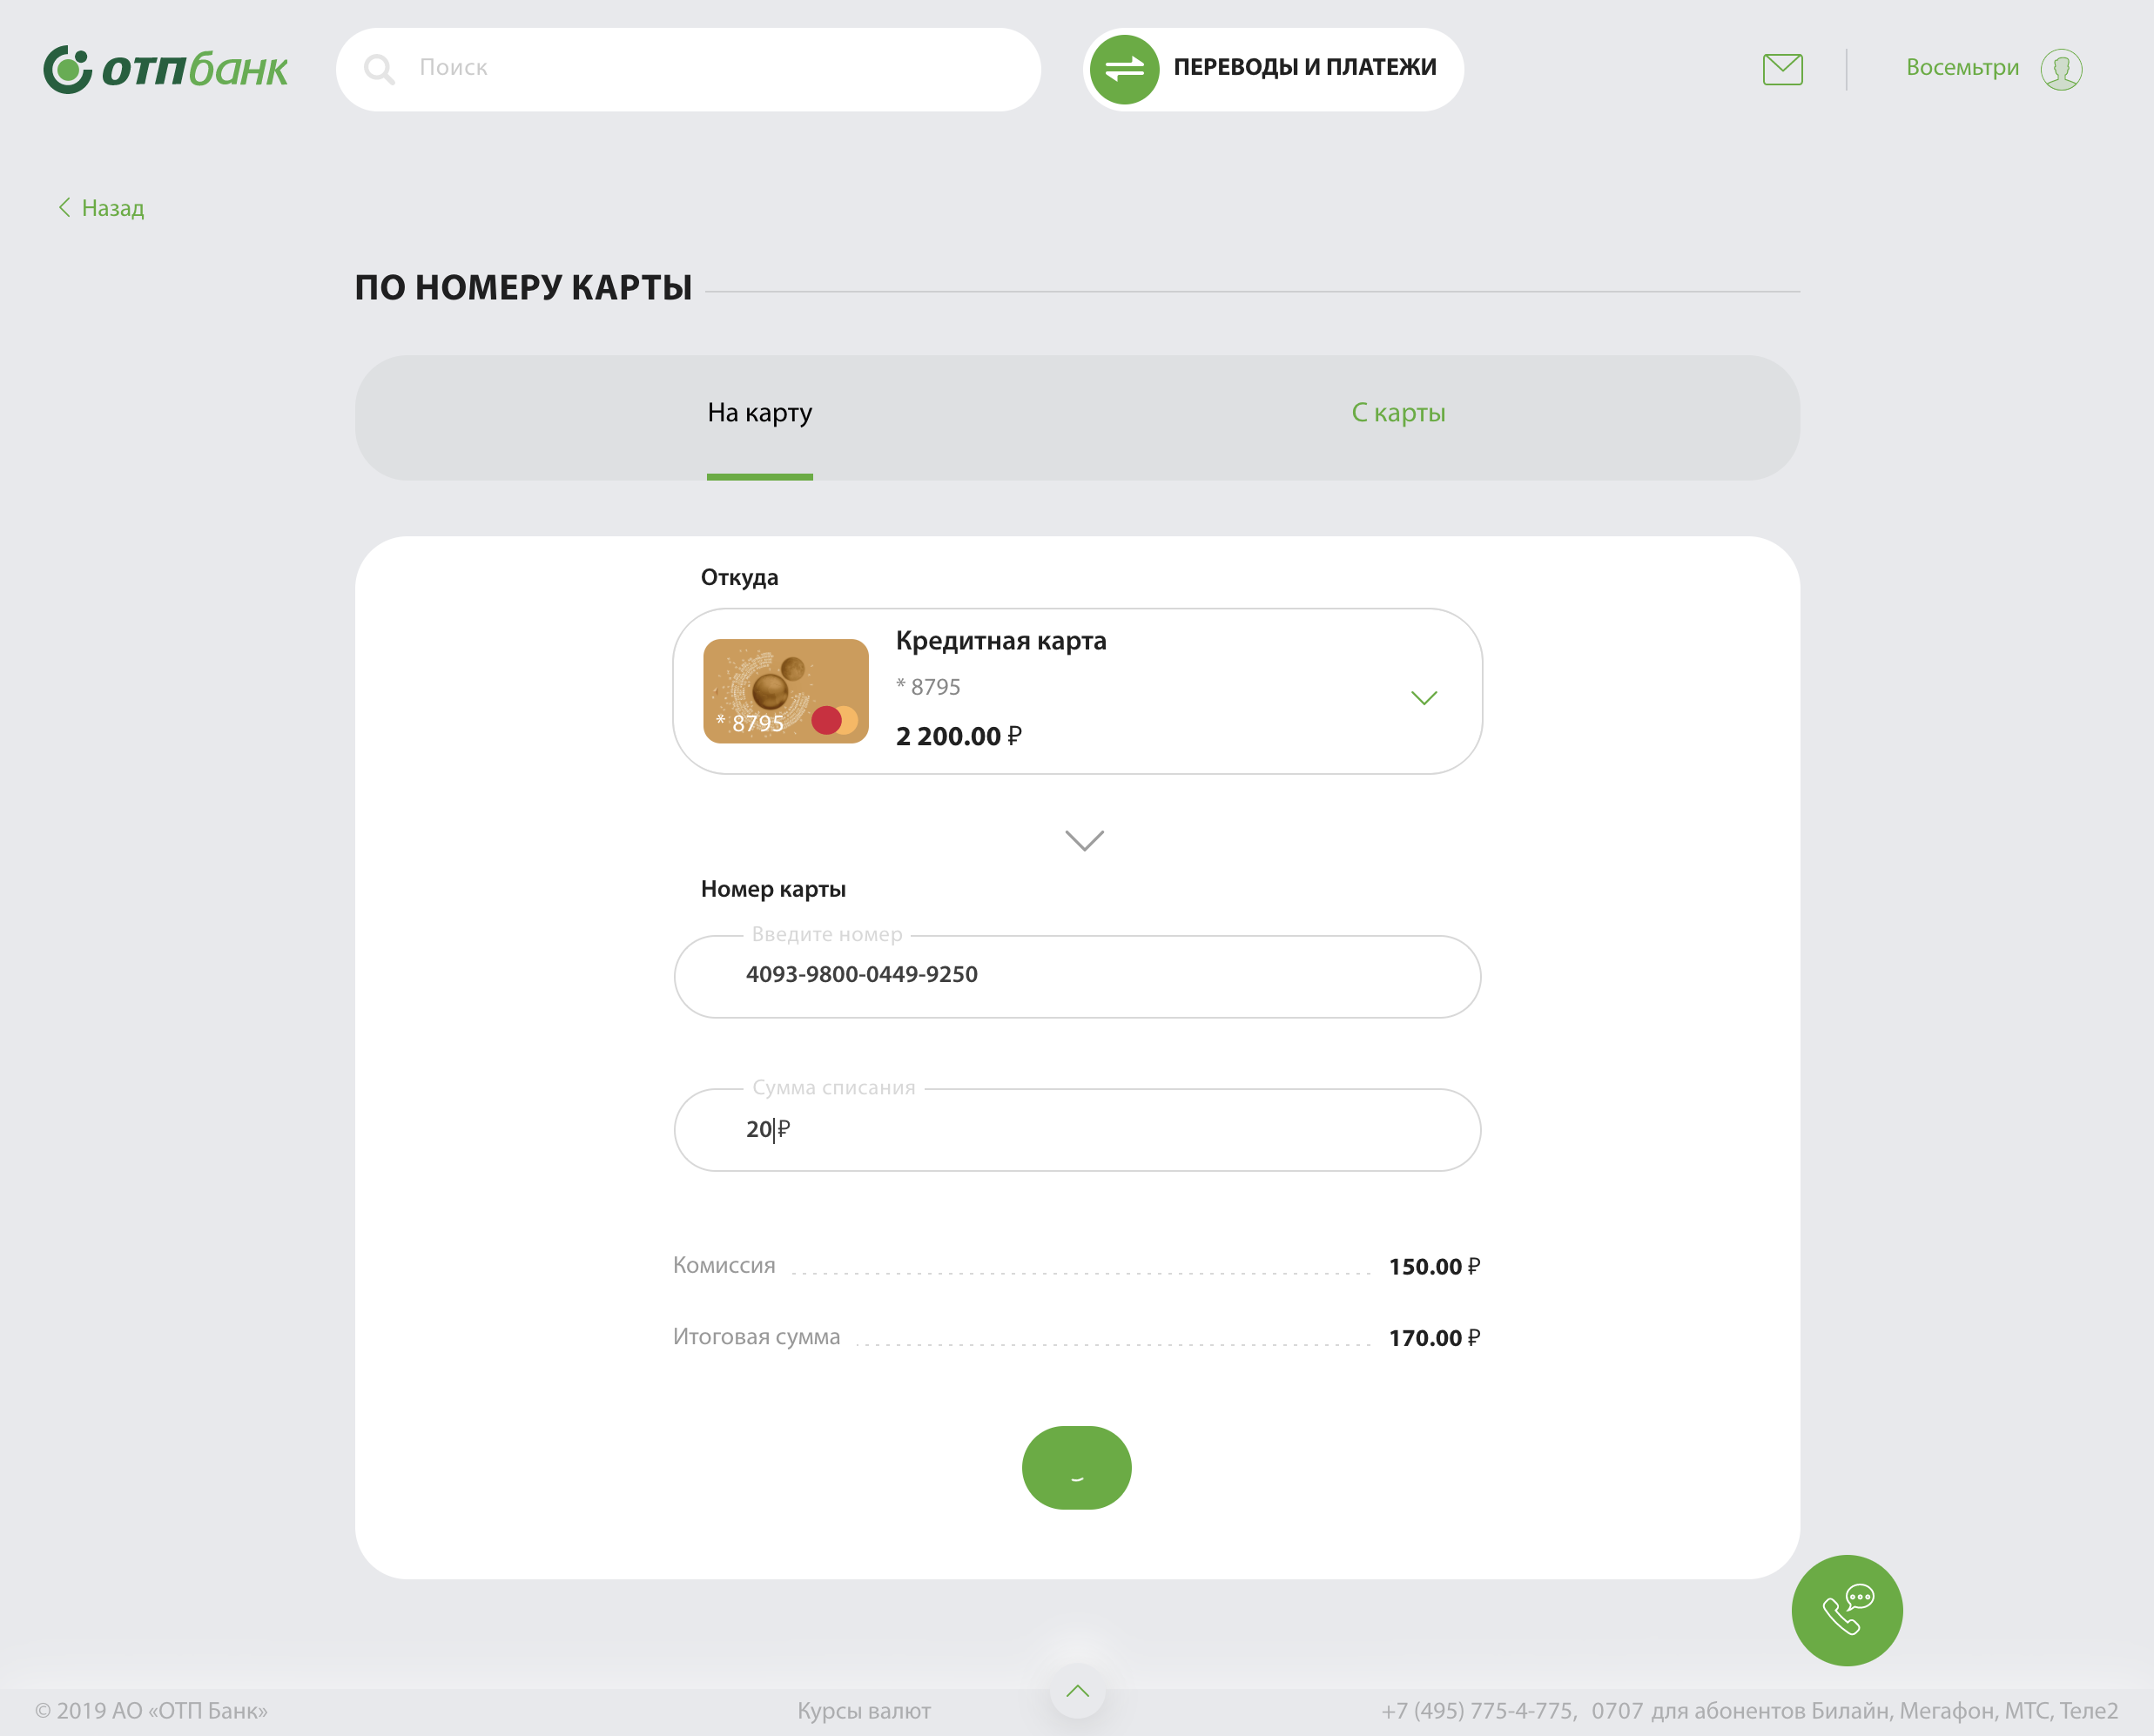 отпбанк
Поиск
ПЕРЕВОДЫ И ПЛАТЕЖИ
Восемьтри
Назад
ПО НОМЕРУ КАРТЫ
На карту
С карты
Откуда
Кредитная карта
* 8795
* 8795
2 200.00 ₽
Номер карты
Введите номер
4093-9800-0449-9250
Сумма списания
20 ₽
Комиссия 150.00 ₽
Итоговая сумма 170.00 ₽
© 2019 АО «ОТП Банк»
Курсы валют
+7 (495) 775-4-775, 0707 для абонентов Билайн, Мегафон, МТС, Теле2